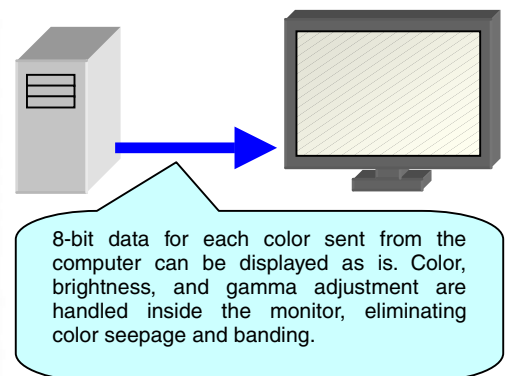 8-bit data for each color sent from the
computer can be displayed as is. Color,
brightness, and gamma adjustment are
handled inside the monitor, eliminating
color seepage and banding.